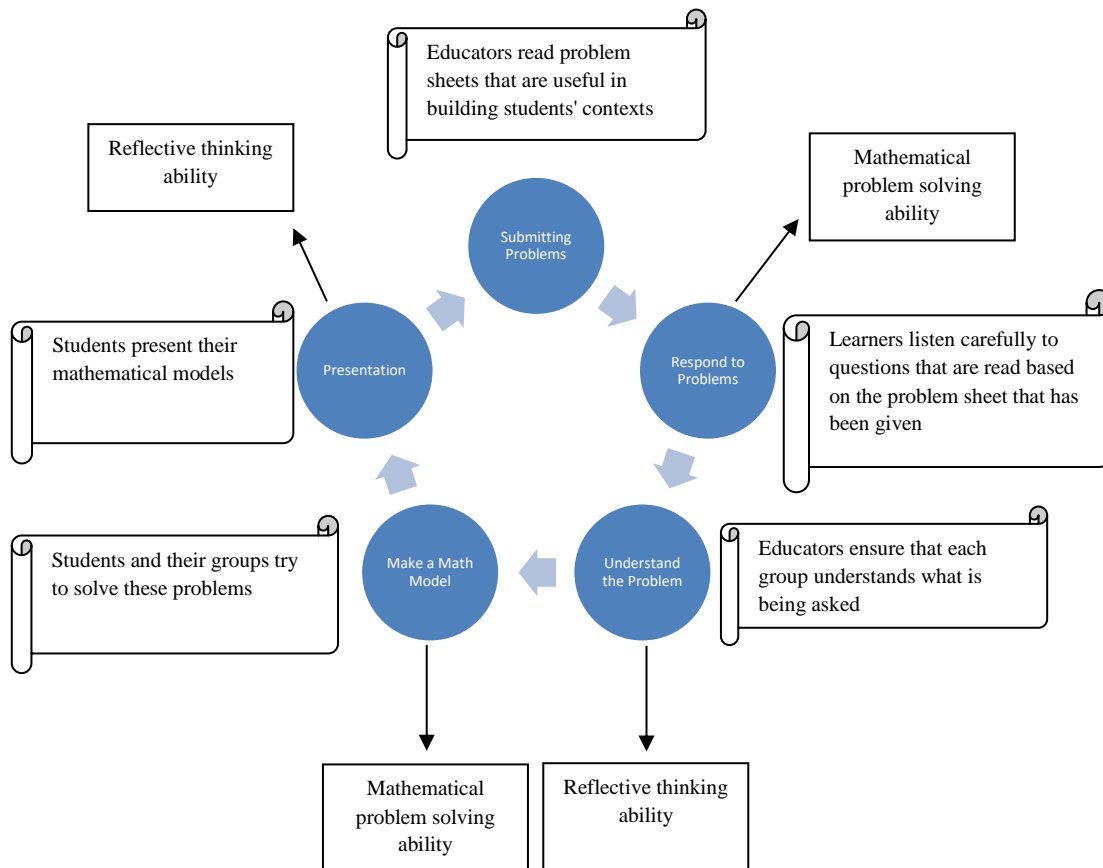 Educators read problem
sheets that are useful in
building students' contexts
Reflective thinking
ability
Mathematical
problem solving
ability
Submitting
Problems
Students present their
mathematical models
Presentation
Respond to
Problems
Learners listen carefully to
questions that are read based
on the problem sheet that has
been given
Students and their groups try
to solve these problems
Make a Math
Model
Understand
the Problem
Educators ensure that each
group understands what is
being asked
Mathematical
problem solving
ability
Reflective thinking
ability